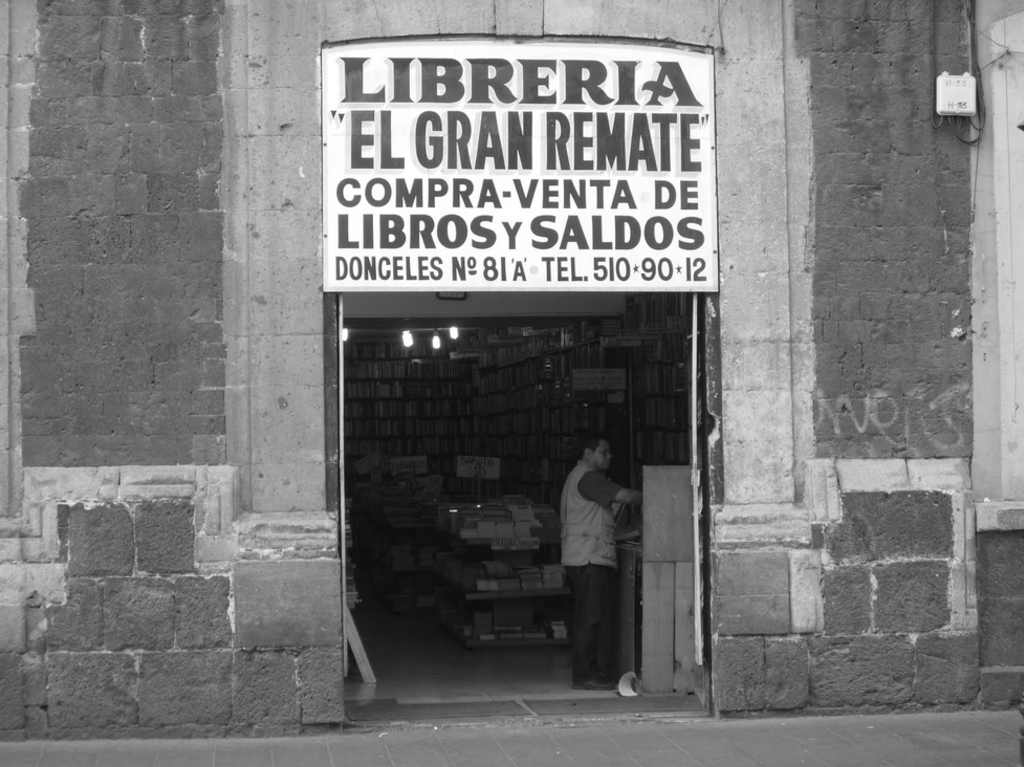 LIBRERIA
"EL GRAN REMATE"
COMPRA-VENTA DE
LIBROS Y SALDOS
DONCELES Nº 81 'A' TEL. 510*90*12